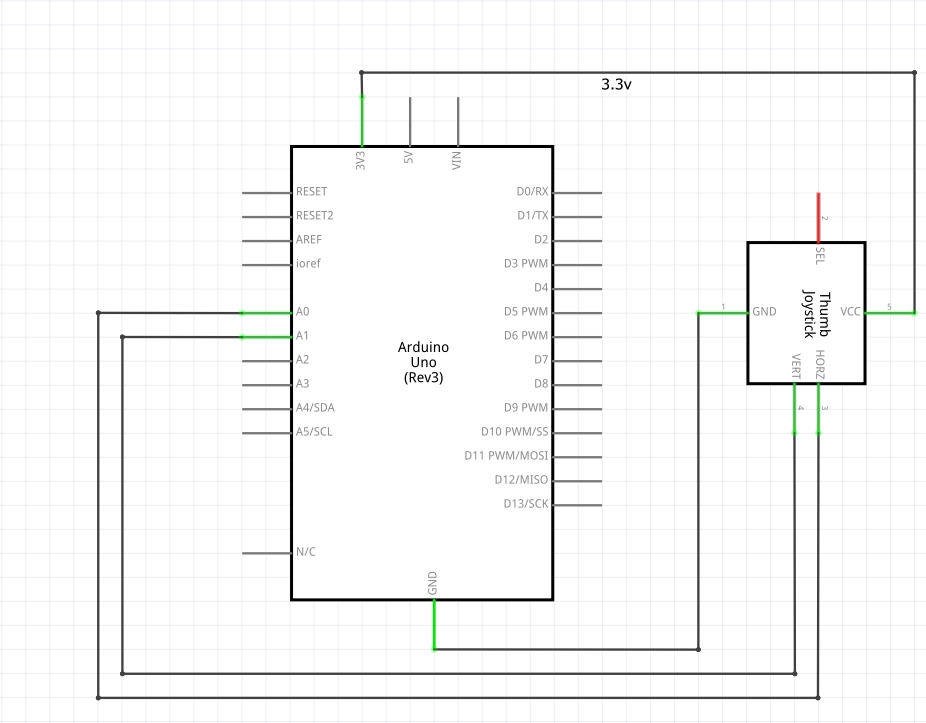 3.3v
3V3
5V
VIN
RESET
RESET2
AREF
ioref
A0
A1
A2
A3
A4/SDA
A5/SCL
N/C
Arduino
Uno
(Rev3)
D0/RX
D1/TX
D2
D3 PWM
D4
D5 PWM
D6 PWM
D7
D8
D9 PWM
D10 PWM/SS
D11 PWM/MOSI
D12/MISO
D13/SCK
GND
2
SEL
1
GND
Thumb
Joystick
VCC
5
VERT
HORZ
4
3